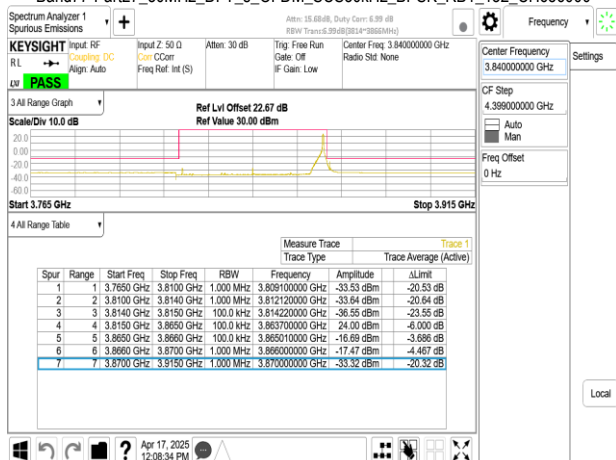 Spectrum Analyzer 1
Spurious Emissions
Attn: 15.68dB, Duty Corr: 6.99 dB
RBW Trans:6.99dB(3814~3866MHz)
Frequency
KEYSIGHT
Input: RF
Input Z: 50 Ω
Atten: 30 dB
Trig: Free Run
Center Freq: 3.840000000 GHz
RL
Coupling: DC
Corr CCorr
Gate: Off
Radio Std: None
Align: Auto
Freq Ref: Int (S)
IF Gain: Low
LXI
PASS
Center Frequency
3.840000000 GHz
Settings
CF Step
4.399000000 GHz
Auto
Man
Freq Offset
0 Hz
3 All Range Graph
Ref Lvl Offset 22.67 dB
Scale/Div 10.0 dB
Ref Value 30.00 dBm
20.0
0.00
-20.0
-40.0
-60.0
Start 3.765 GHz
Stop 3.915 GHz
4 All Range Table
Measure Trace Trace 1
Trace Type Trace Average (Active)
Spur Range Start Freq Stop Freq RBW Frequency Amplitude ΔLimit
1 1 3.7650 GHz 3.8100 GHz 1.000 MHz 3.809100000 GHz -33.53 dBm -20.53 dB
2 2 3.8100 GHz 3.8140 GHz 1.000 MHz 3.812120000 GHz -33.64 dBm -20.64 dB
3 3 3.8140 GHz 3.8150 GHz 100.0 kHz 3.814220000 GHz -36.55 dBm -23.55 dB
4 4 3.8150 GHz 3.8650 GHz 100.0 kHz 3.863700000 GHz 24.00 dBm -6.000 dB
5 5 3.8650 GHz 3.8660 GHz 100.0 kHz 3.865010000 GHz -16.69 dBm -3.686 dB
6 6 3.8660 GHz 3.8700 GHz 1.000 MHz 3.866000000 GHz -17.47 dBm -4.467 dB
7 7 3.8700 GHz 3.9150 GHz 1.000 MHz 3.870000000 GHz -33.32 dBm -20.32 dB
Local
Apr 17, 2025
12:08:34 PM